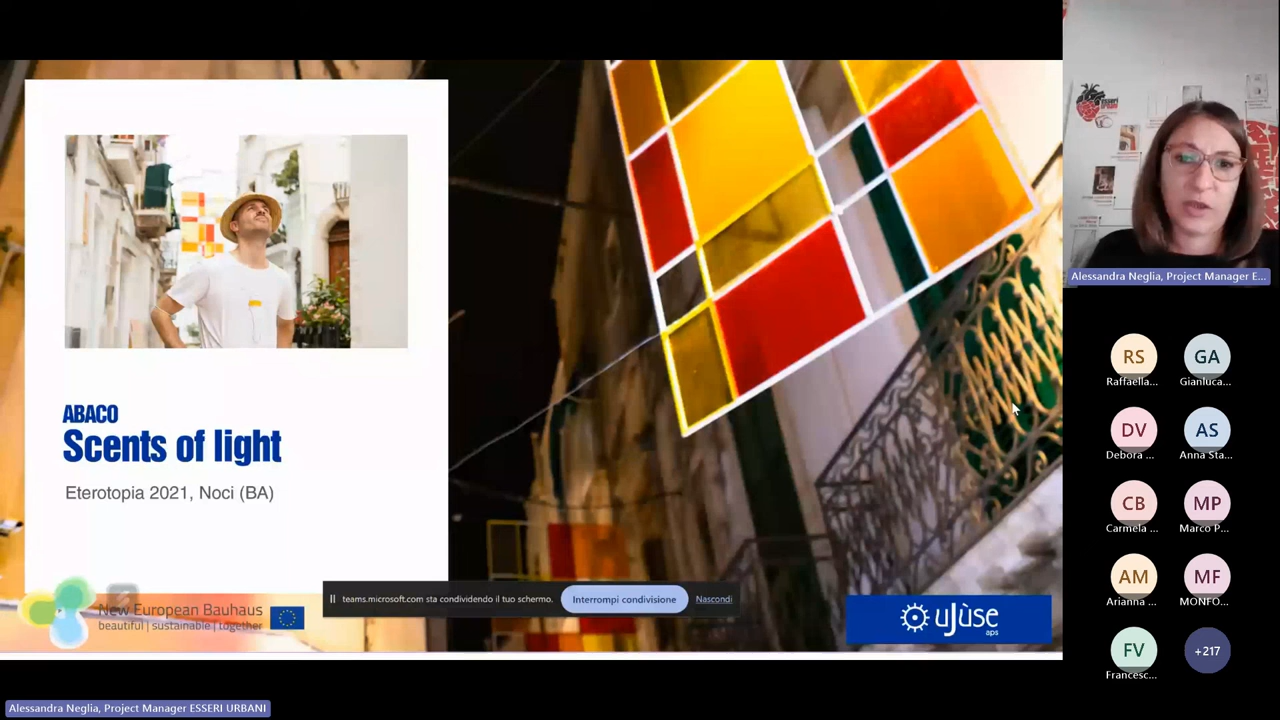 ABACO
Scents of light
Eterotopia 2021, Noci (BA)
New European Bauhaus
beautiful | sustainable | together
teams.microsoft.com sta condividendo il tuo schermo.
Interrompi condivisione
Nascondi
uJùse
aps
Alessandra Neglia, Project Manager E...
RS
Raffaella...
GA
Gianluca...
DV
Debora ...
AS
Anna Sta...
CB
Carmela ...
MP
Marco P...
AM
Arianna ...
MF
MONFO...
FV
Francesc...
+217
Alessandra Neglia, Project Manager ESSERI URBANI